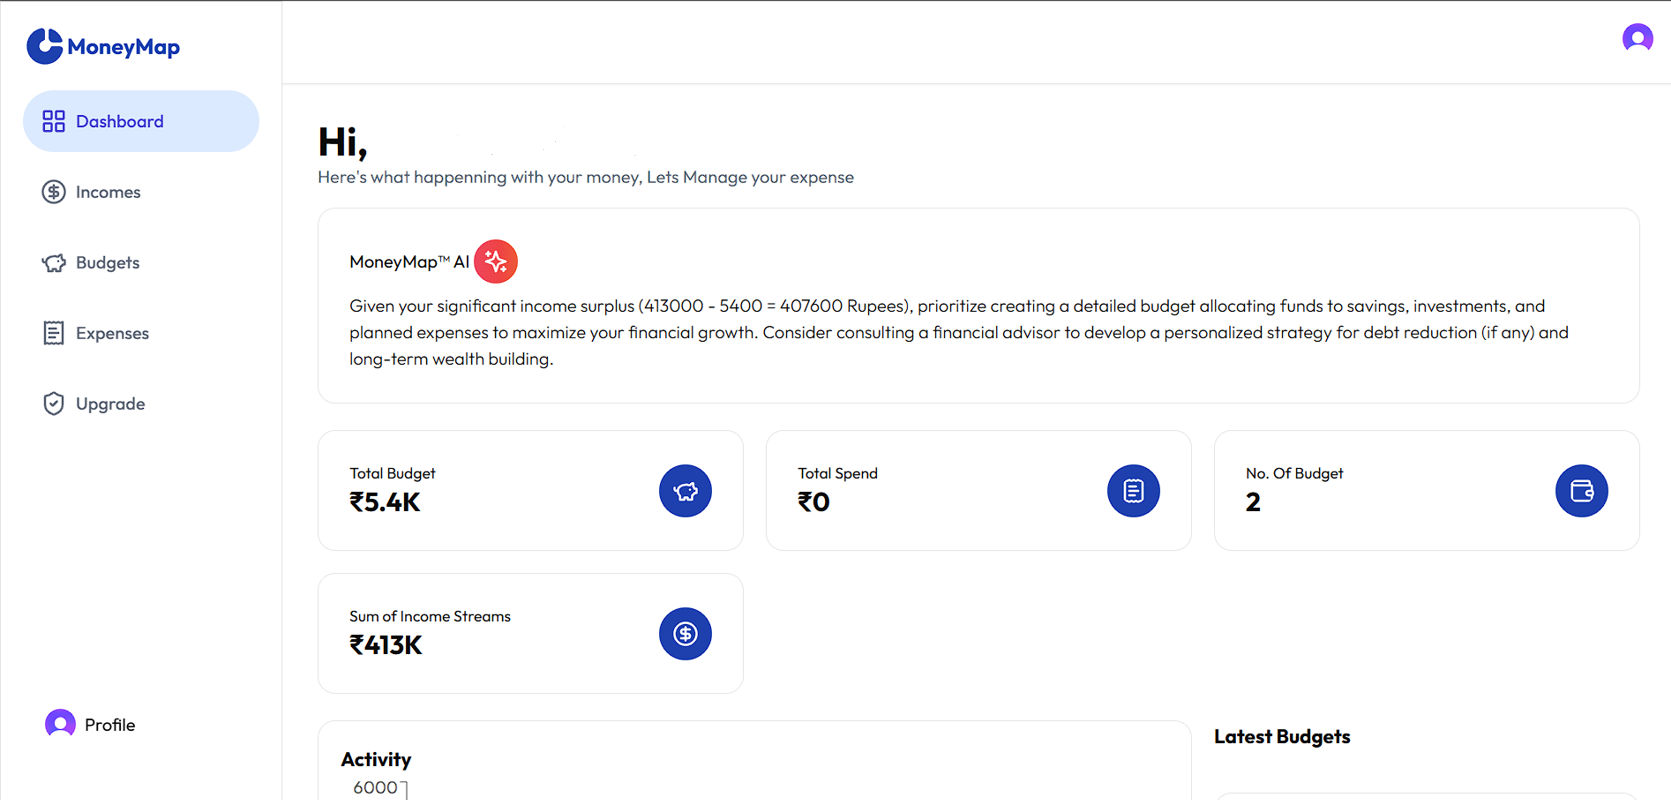 MoneyMap
Dashboard
Incomes
Budgets
Expenses
Upgrade
Profile
Hi,
Here's what happenning with your money, Lets Manage your expense
MoneyMap™ AI
Given your significant income surplus (413000 - 5400 = 407600 Rupees), prioritize creating a detailed budget allocating funds to savings, investments, and
planned expenses to maximize your financial growth. Consider consulting a financial advisor to develop a personalized strategy for debt reduction (if any) and
long-term wealth building.
Total Budget
₹5.4K
Total Spend
₹0
No. Of Budget
2
Sum of Income Streams
₹413K
Activity
6000
Latest Budgets